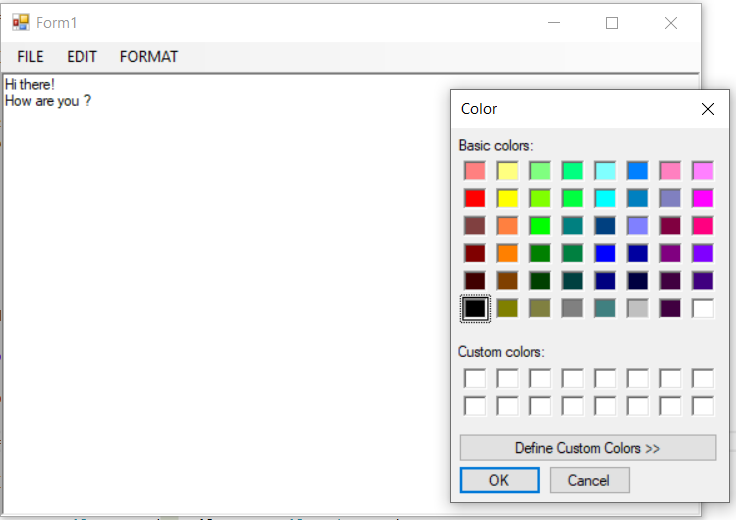 Form1
FILE EDIT FORMAT
Hi there!
How are you ?
Color
Basic colors:
Custom colors:
Define Custom Colors >>
OK Cancel